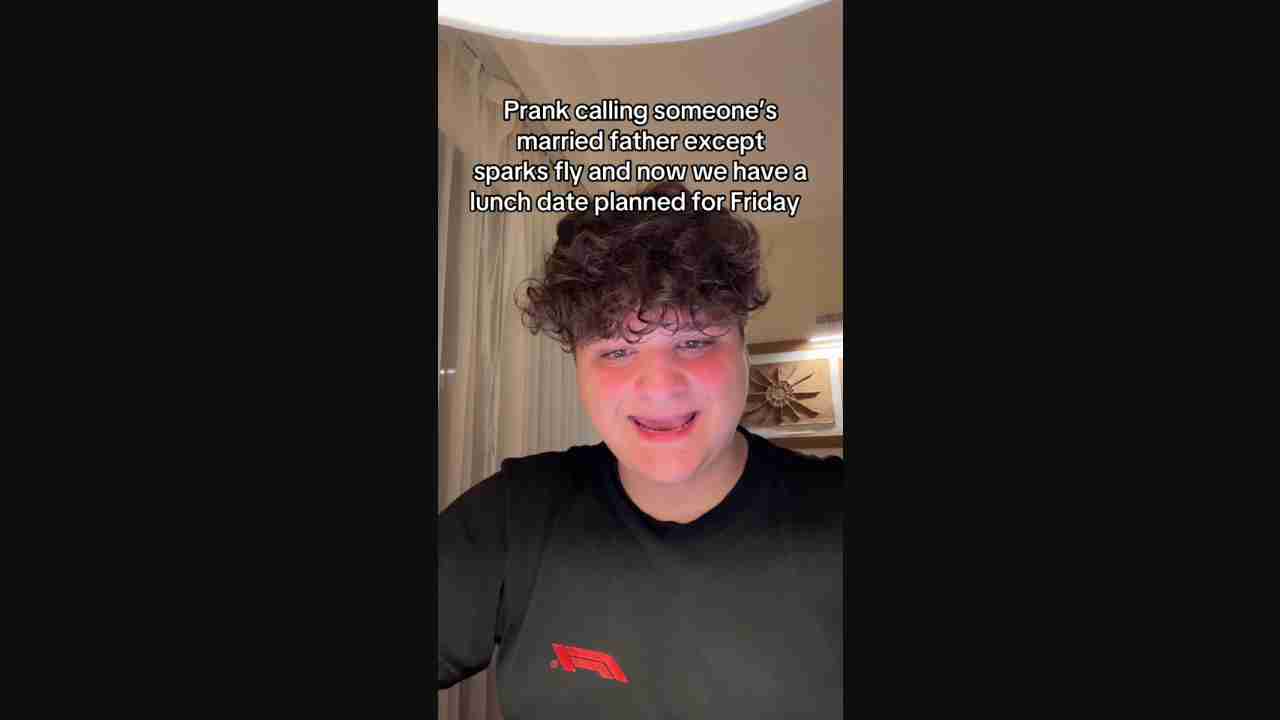 Prank calling someone’s
married father except
sparks fly and now we have a
lunch date planned for Friday